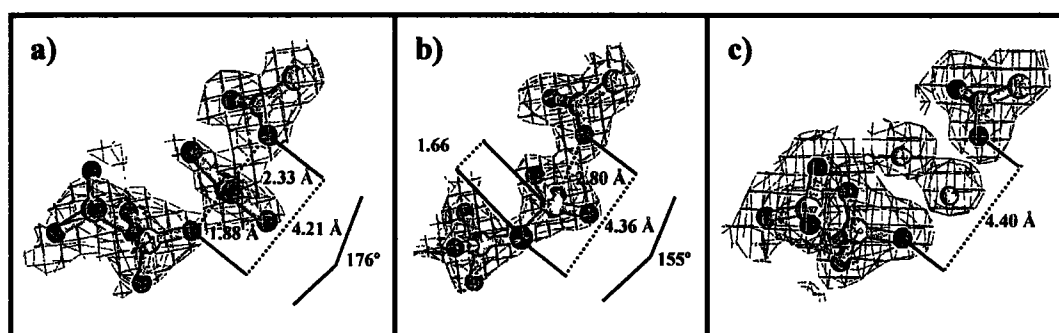 a)
2.33 Å
1.88 Å
4.21 Å
176°
b)
1.66
2.80 Å
4.36 Å
155°
c)
4.40 Å